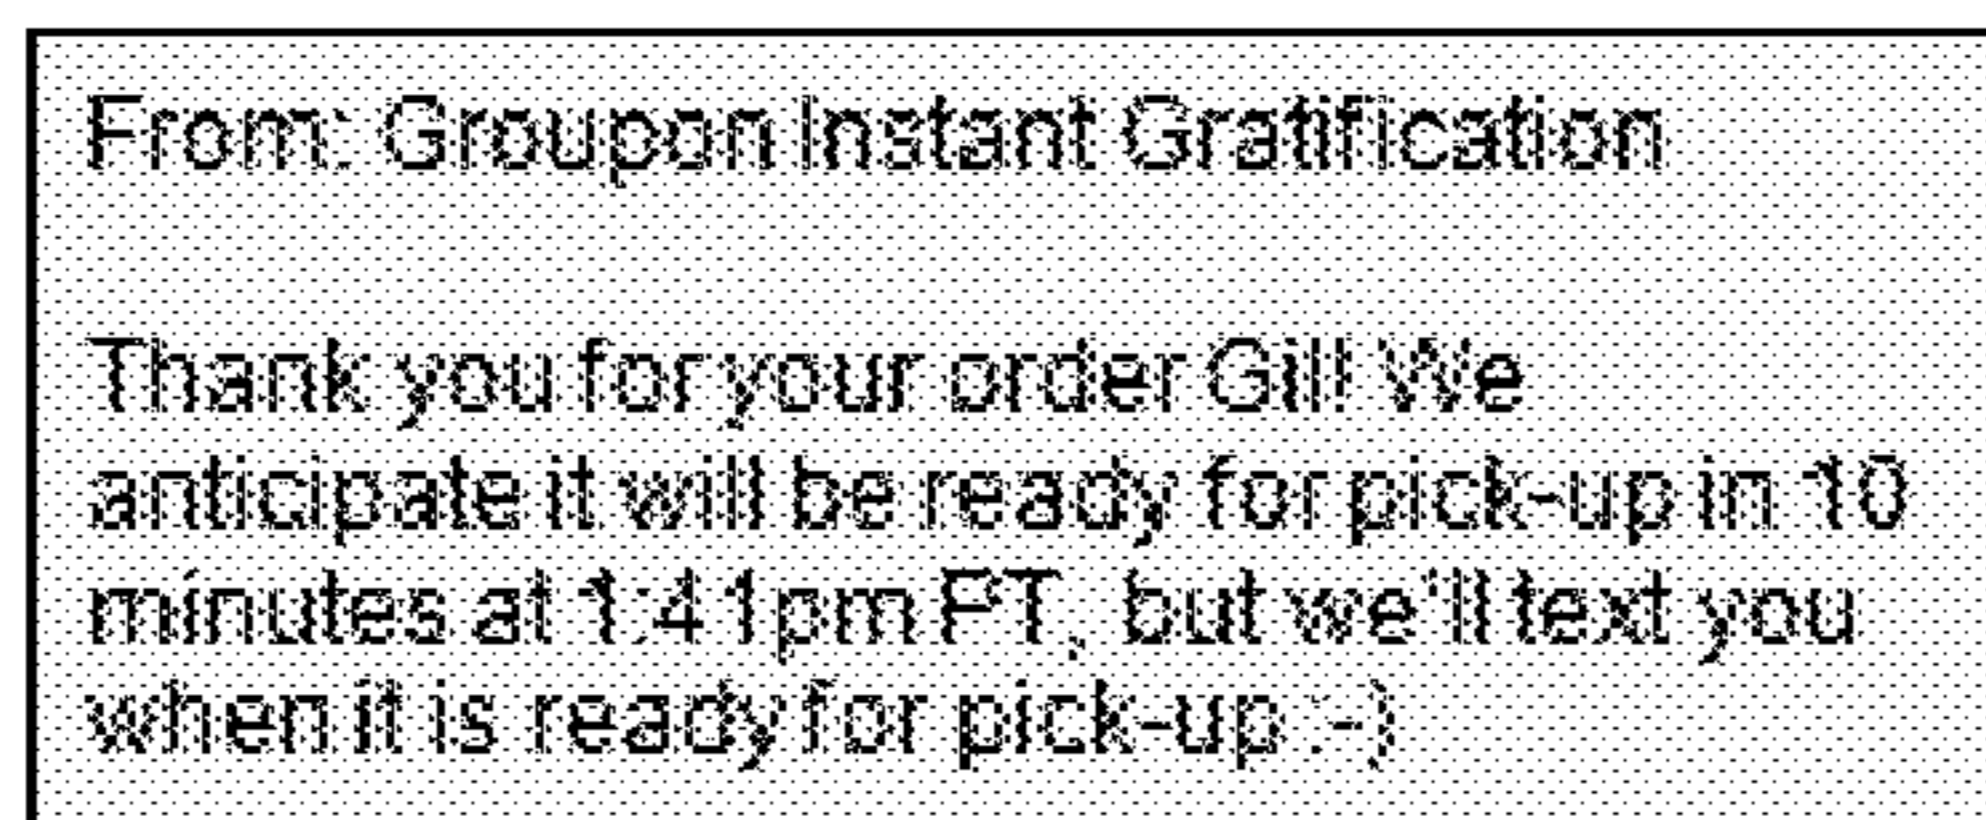 From: Groupon Instant Gratification
Thank you for your order Gil! We
anticipate it will be ready for pick-up in 10
minutes at 1:41pm PT, but we'll text you
when it is ready for pick-up :-)